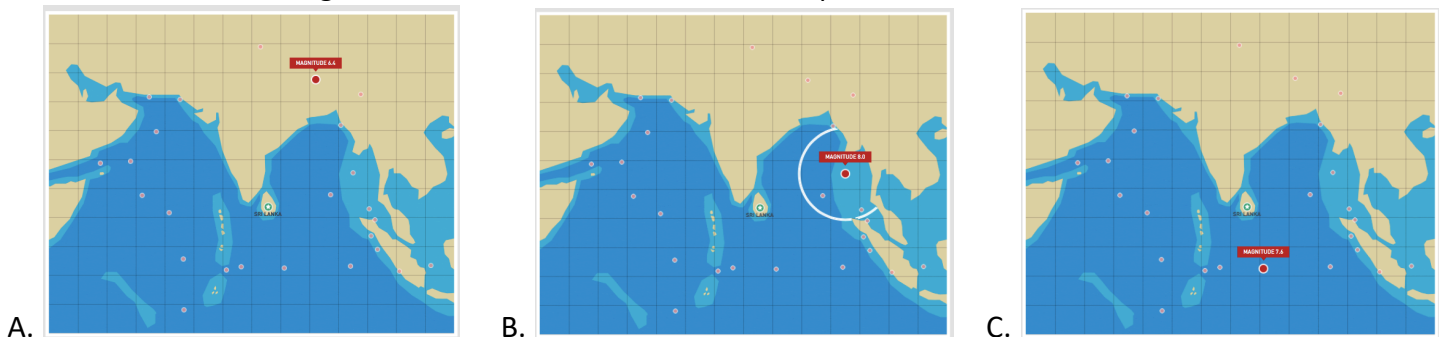 MAGNITUDE 6.4
SRI LANKA
A.
MAGNITUDE 8.0
SRI LANKA
B.
MAGNITUDE 7.6
SRI LANKA
C.